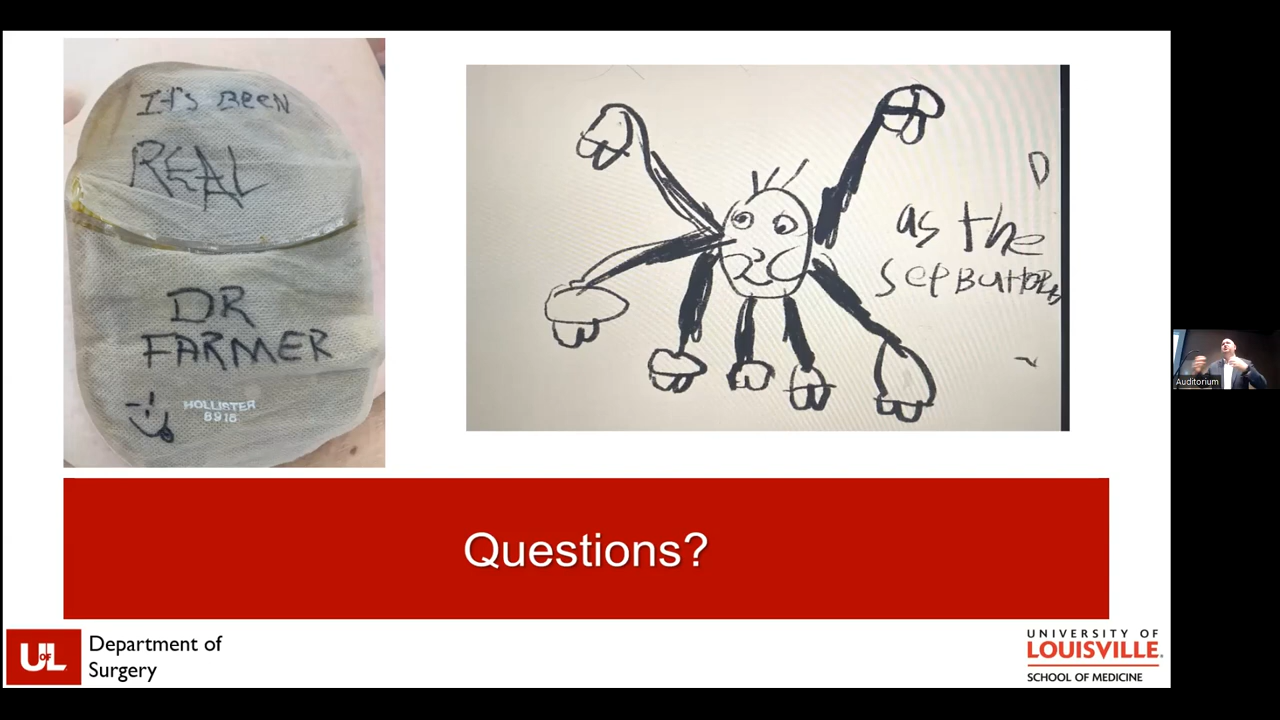 It's BEEN
REAL
DR
FARMER
HOLLISTER
8916
D
as the
Questions?
UofL
Department of
Surgery
UNIVERSITY OF
LOUISVILLE.
SCHOOL OF MEDICINE
Auditorium